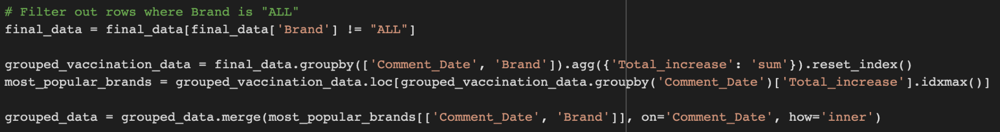 # Filter out rows where Brand is "ALL"
final_data = final_data[final_data['Brand'] != "ALL"]
grouped_vaccination_data = final_data.groupby(['Comment_Date', 'Brand']).agg({'Total_increase': 'sum'}).reset_index()
most_popular_brands = grouped_vaccination_data.loc[grouped_vaccination_data.groupby('Comment_Date')['Total_increase'].idxmax()]
grouped_data = grouped_data.merge(most_popular_brands[['Comment_Date', 'Brand']], on='Comment_Date', how='inner')